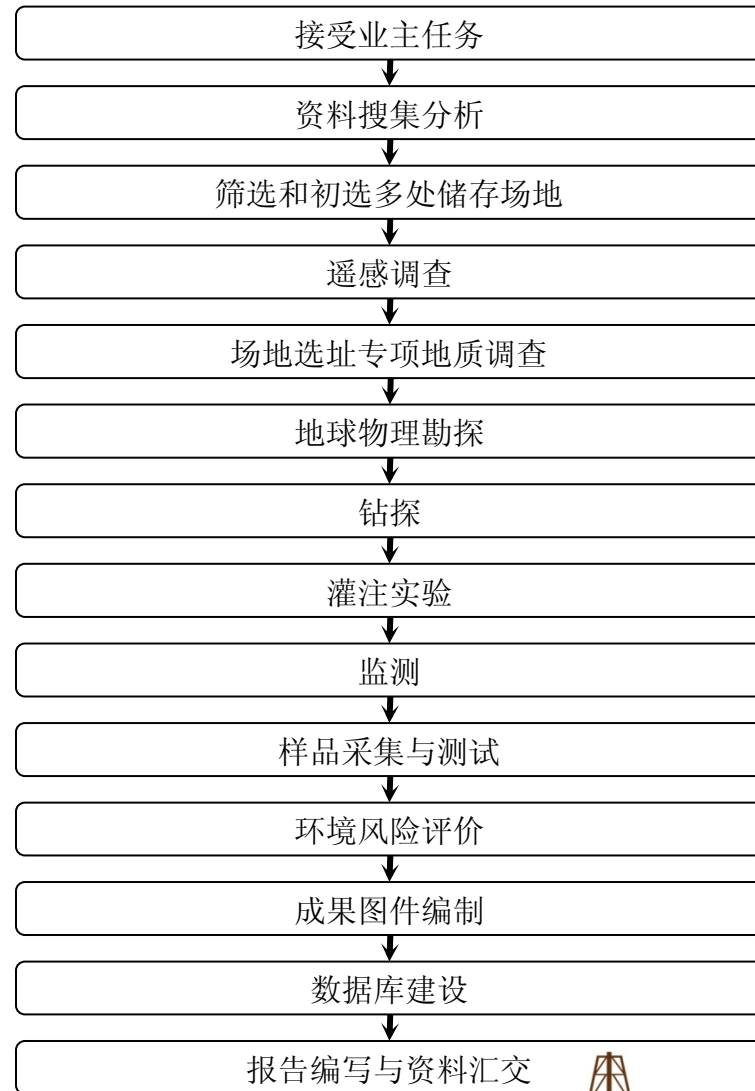 接受业主任务
资料搜集分析
筛选和初选多处储存场地
遥感调查
场地选址专项地质调查
地球物理勘探
钻探
灌注实验
监测
样品采集与测试
环境风险评价
成果图件编制
数据库建设
报告编写与资料汇交